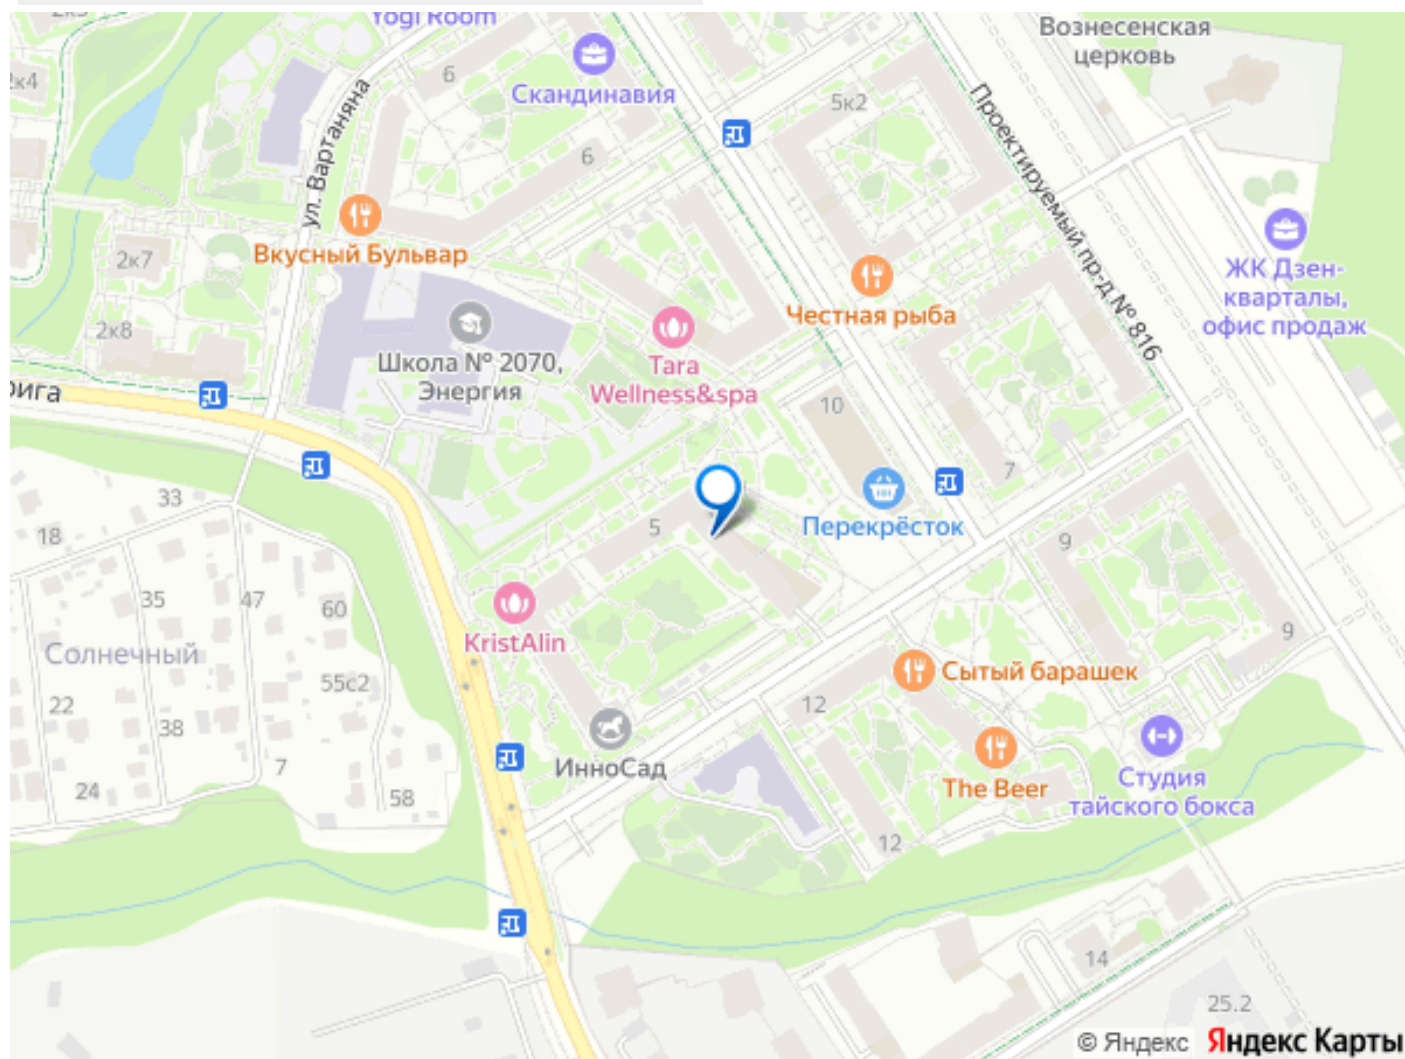 Yogi Room
2к4
6
Скандинавия
5к2
Вознесенская
церковь
Проектируемый пр-д № 816
ул. Вартаняна
6
2к7
Вкусный Бульвар
ЖК Дзен-
кварталы,
офис продаж
2к8
Честная рыба
Школа № 2070,
Энергия
Tara
Wellness&spa
10
7
33
18
5
Перекрёсток
9
35
47
60
KristAlin
9
Солнечный
55с2
Сытый барашек
22
38
12
ИнноСад
7
The Beer
Студия
тайского бокса
24
58
12
14
25.2
© Яндекс Яндекс Карты